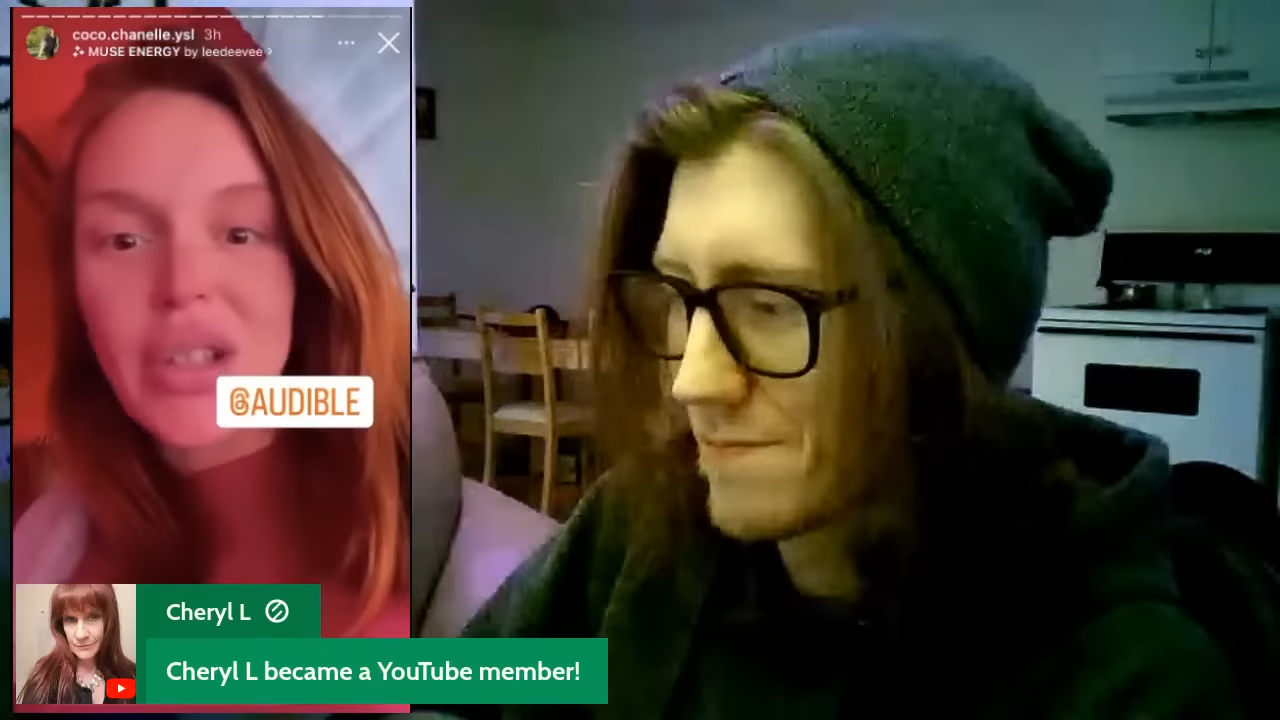 coco.chanelle.ysl 3h
MUSE ENERGY by leedeevee
@AUDIBLE
Cheryl L
Cheryl L became a YouTube member!